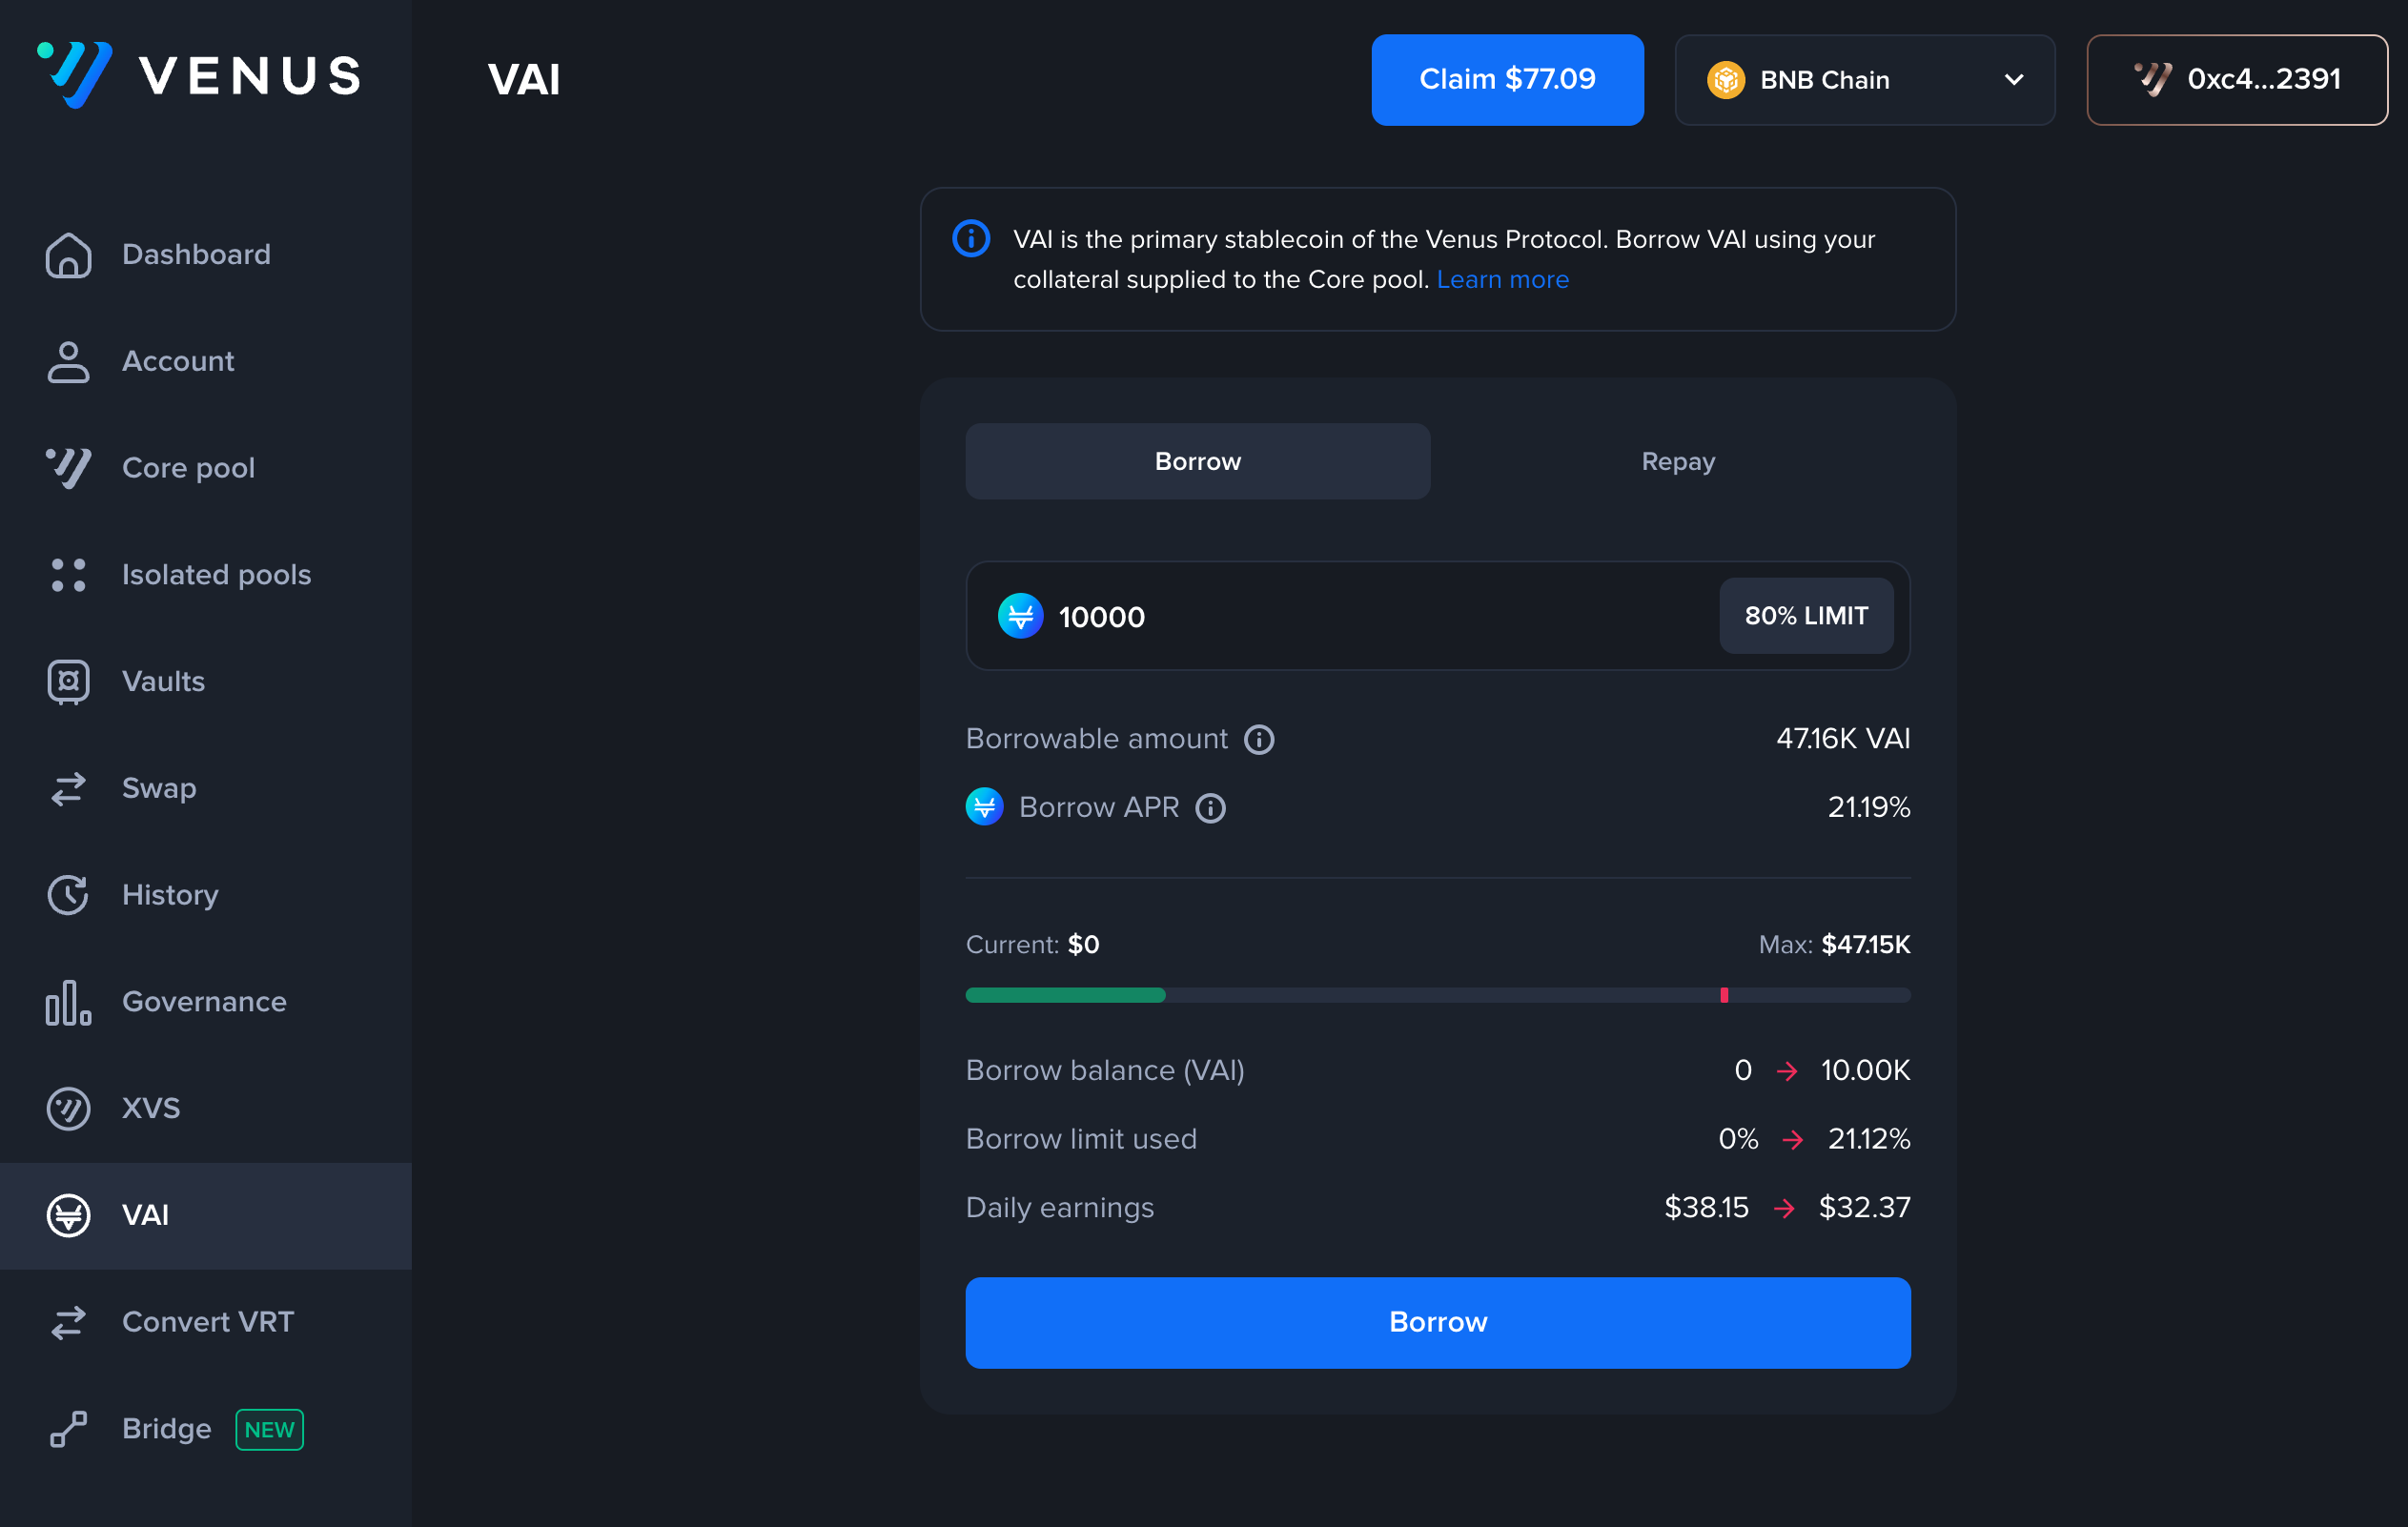 VENUS
VAI
Claim $77.09
BNB Chain
0xc4...2391
Dashboard
Account
Core pool
Isolated pools
Vaults
Swap
History
Governance
XVS
VAI
Convert VRT
Bridge NEW
VAI is the primary stablecoin of the Venus Protocol. Borrow VAI using your
collateral supplied to the Core pool. Learn more
Borrow Repay
10000 80% LIMIT
Borrowable amount 47.16K VAI
Borrow APR 21.19%
Current: $0 Max: $47.15K
Borrow balance (VAI) 0 → 10.00K
Borrow limit used 0% → 21.12%
Daily earnings $38.15 → $32.37
Borrow